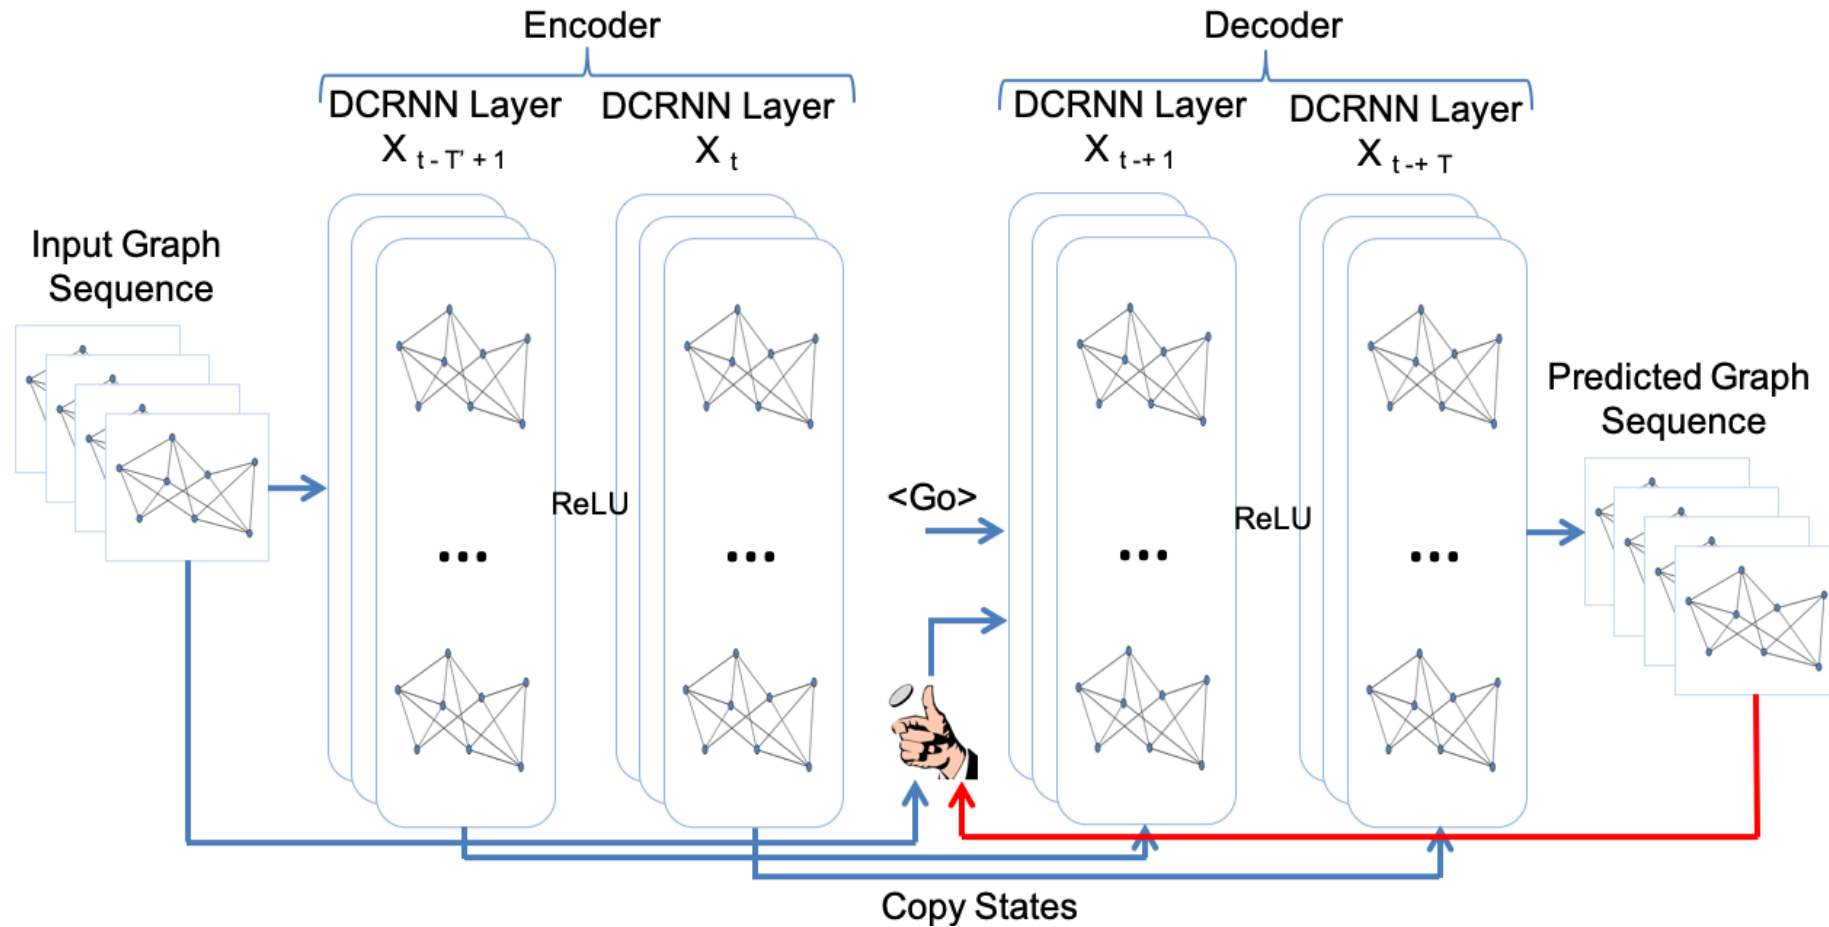 Encoder
Decoder
DCRNN Layer
X t - T' + 1
DCRNN Layer
X t
DCRNN Layer
X t -+ 1
DCRNN Layer
X t -+ T
Input Graph
Sequence
ReLU
<Go>
ReLU
Predicted Graph
Sequence
...
...
...
...
Copy States